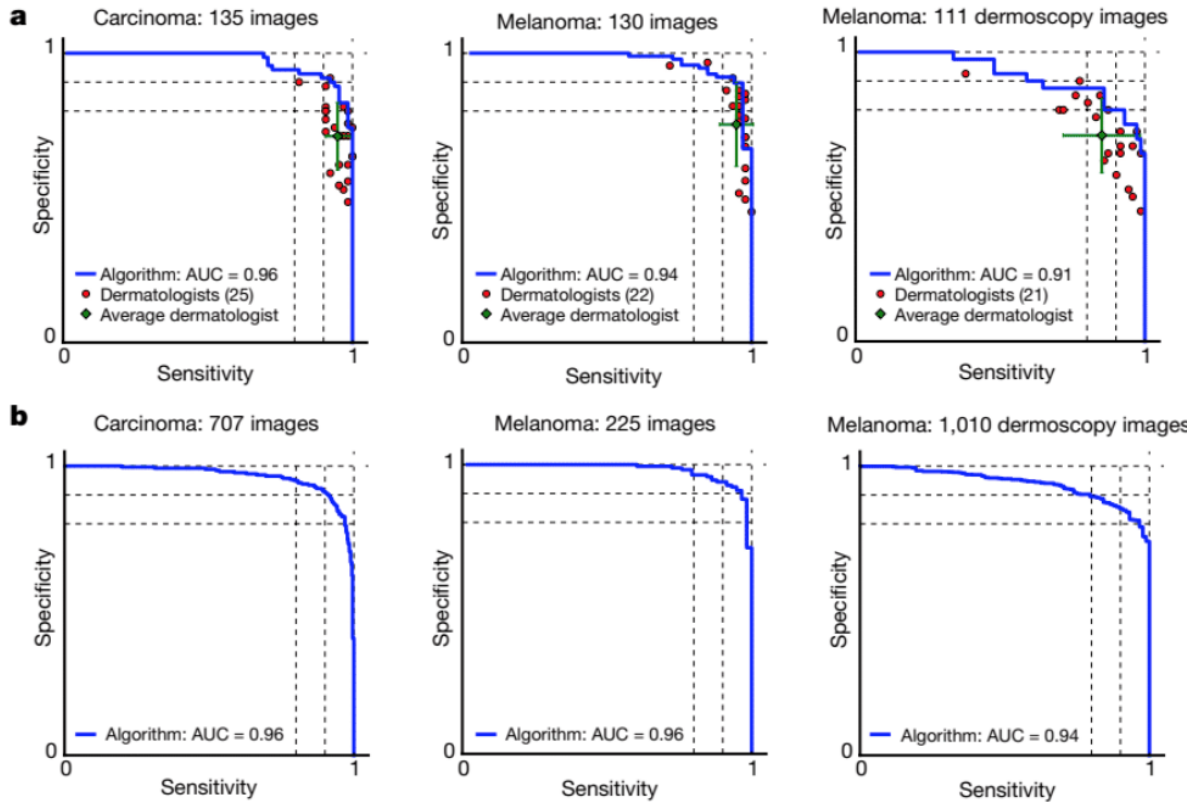 a
Carcinoma: 135 images
1
Specificity
Algorithm: AUC = 0.96
Dermatologists (25)
Average dermatologist
0
0
1
Sensitivity
Melanoma: 130 images
1
Specificity
Algorithm: AUC = 0.94
Dermatologists (22)
Average dermatologist
0
0
1
Sensitivity
Melanoma: 111 dermoscopy images
1
Specificity
Algorithm: AUC = 0.91
Dermatologists (21)
Average dermatologist
0
0
1
Sensitivity
b
Carcinoma: 707 images
1
Specificity
Algorithm: AUC = 0.96
0
0
1
Sensitivity
Melanoma: 225 images
1
Specificity
Algorithm: AUC = 0.96
0
0
1
Sensitivity
Melanoma: 1,010 dermoscopy images
1
Specificity
Algorithm: AUC = 0.94
0
0
1
Sensitivity